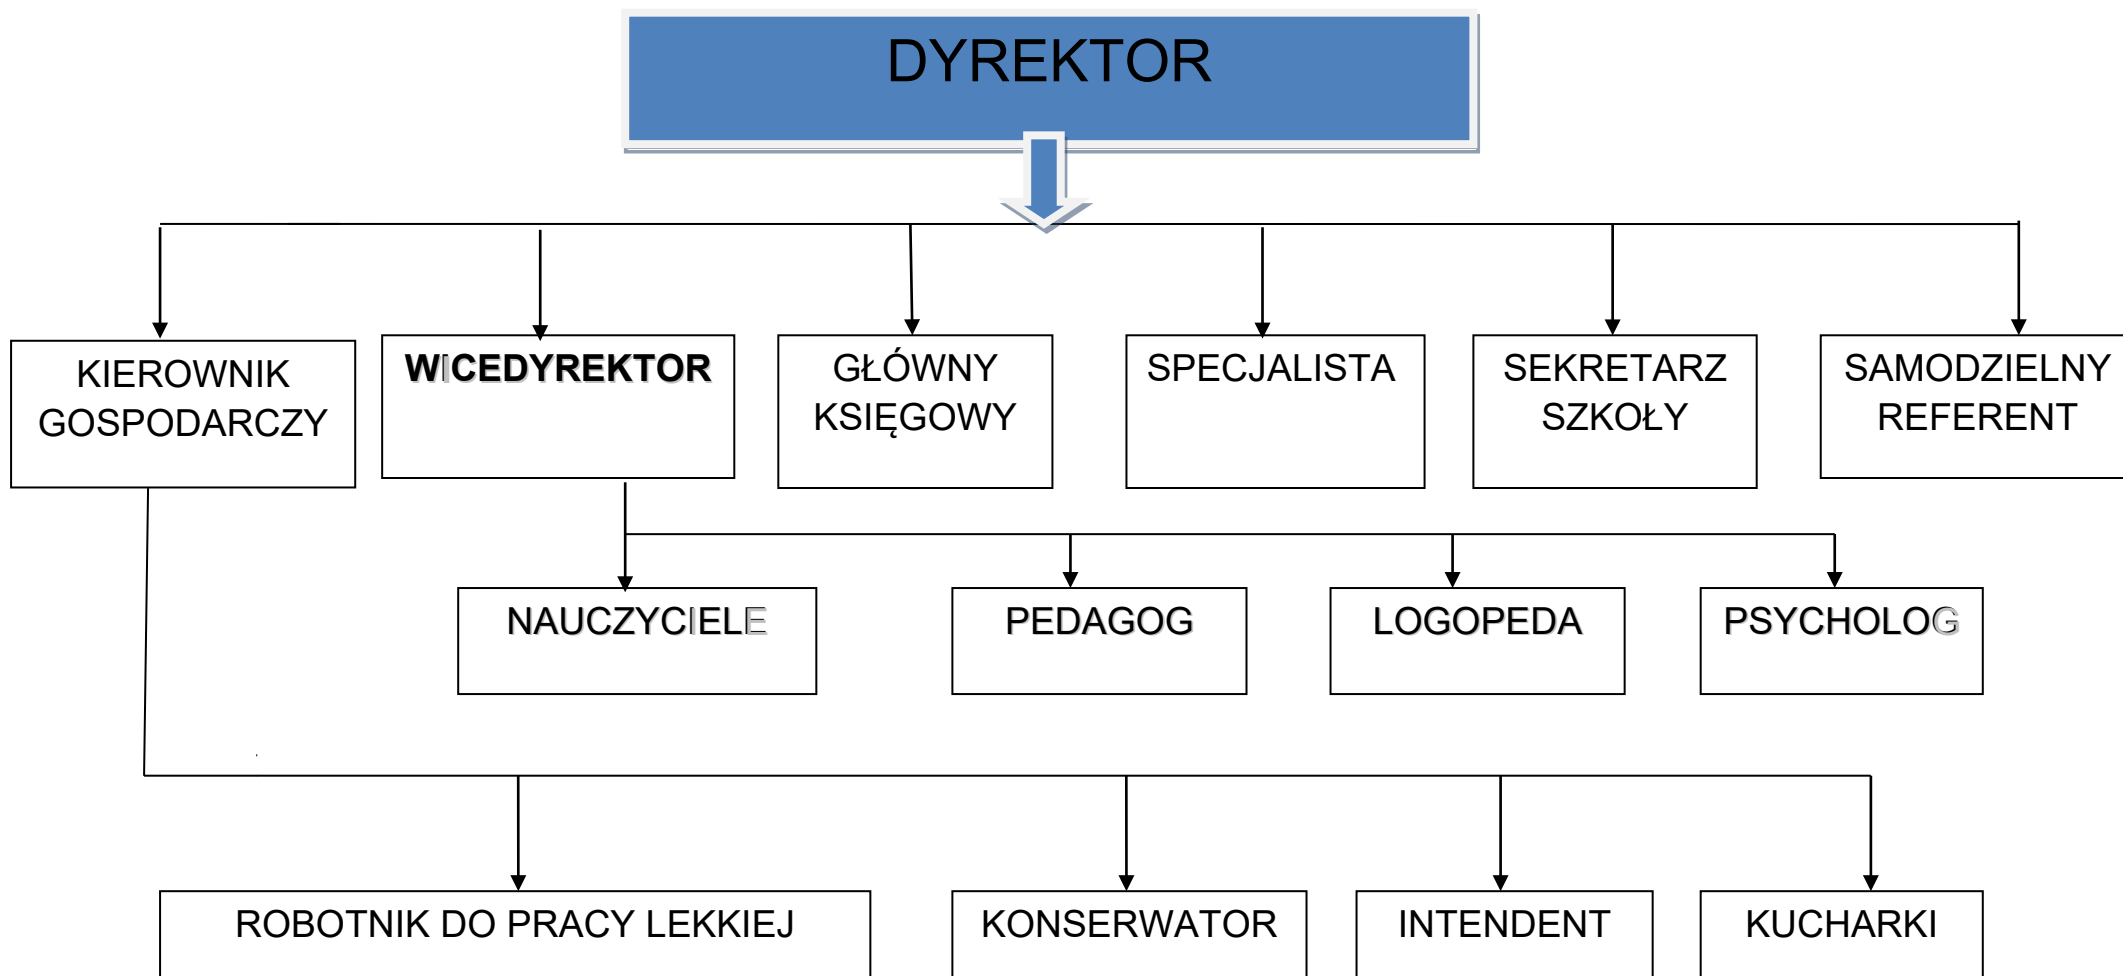 DYREKTOR
KIEROWNIK
GOSPODARCZY
WICEDYREKTOR
GŁÓWNY
KSIĘGOWY
SPECJALISTA
SEKRETARZ
SZKOŁY
SAMODZIELNY
REFERENT
NAUCZYCIELE
PEDAGOG
LOGOPEDA
PSYCHOLOG
ROBOTNIK DO PRACY LEKKIEJ
KONSERWATOR
INTENDENT
KUCHARKI